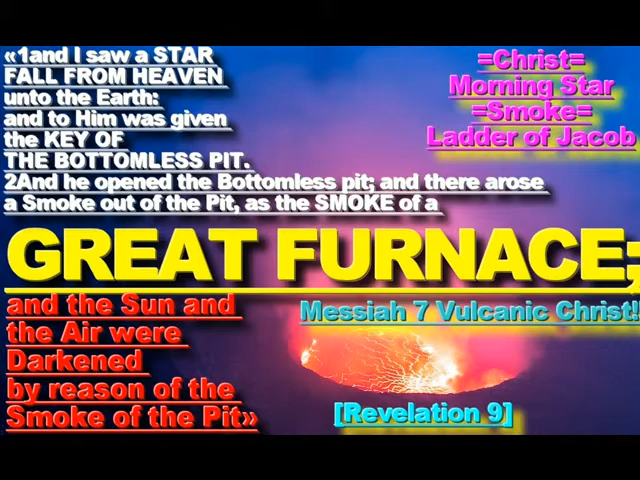 «1and I saw a STAR
FALL FROM HEAVEN
unto the Earth:
and to Him was given
the KEY OF
THE BOTTOMLESS PIT.
2And he opened the Bottomless pit; and there arose
a Smoke out of the Pit, as the SMOKE of a
=Christ=
Morning Star
=Smoke=
Ladder of Jacob
GREAT FURNACE;
and the Sun and
the Air were
Darkened
by reason of the
Smoke of the Pit»
Messiah 7 Vulcanic Christ!
[Revelation 9]